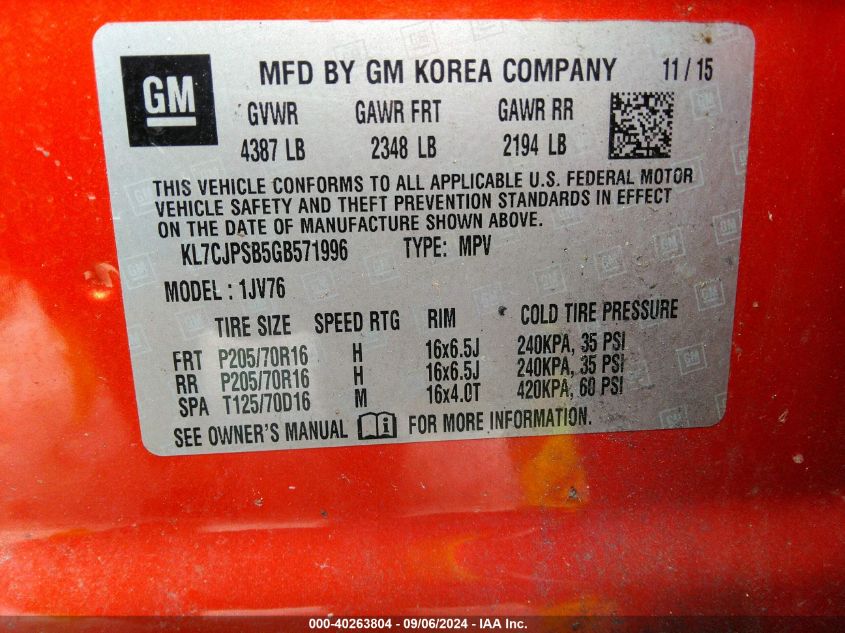 GM
MFD BY GM KOREA COMPANY 11 / 15
GVWR GAWR FRT GAWR RR
4387 LB 2348 LB 2194 LB
THIS VEHICLE CONFORMS TO ALL APPLICABLE U.S. FEDERAL MOTOR
VEHICLE SAFETY AND THEFT PREVENTION STANDARDS IN EFFECT
ON THE DATE OF MANUFACTURE SHOWN ABOVE.
KL7CJPSB5GB571996 TYPE: MPV
MODEL : 1JV76
TIRE SIZE SPEED RTG RIM COLD TIRE PRESSURE
FRT P205/70R16 H 16x6.5J 240KPA, 35 PSI
RR P205/70R16 H 16x6.5J 240KPA, 35 PSI
SPA T125/70D16 M 16x4.0T 420KPA, 60 PSI
SEE OWNER'S MANUAL i FOR MORE INFORMATION.
000-40263804 - 09/06/2024 - IAA Inc.